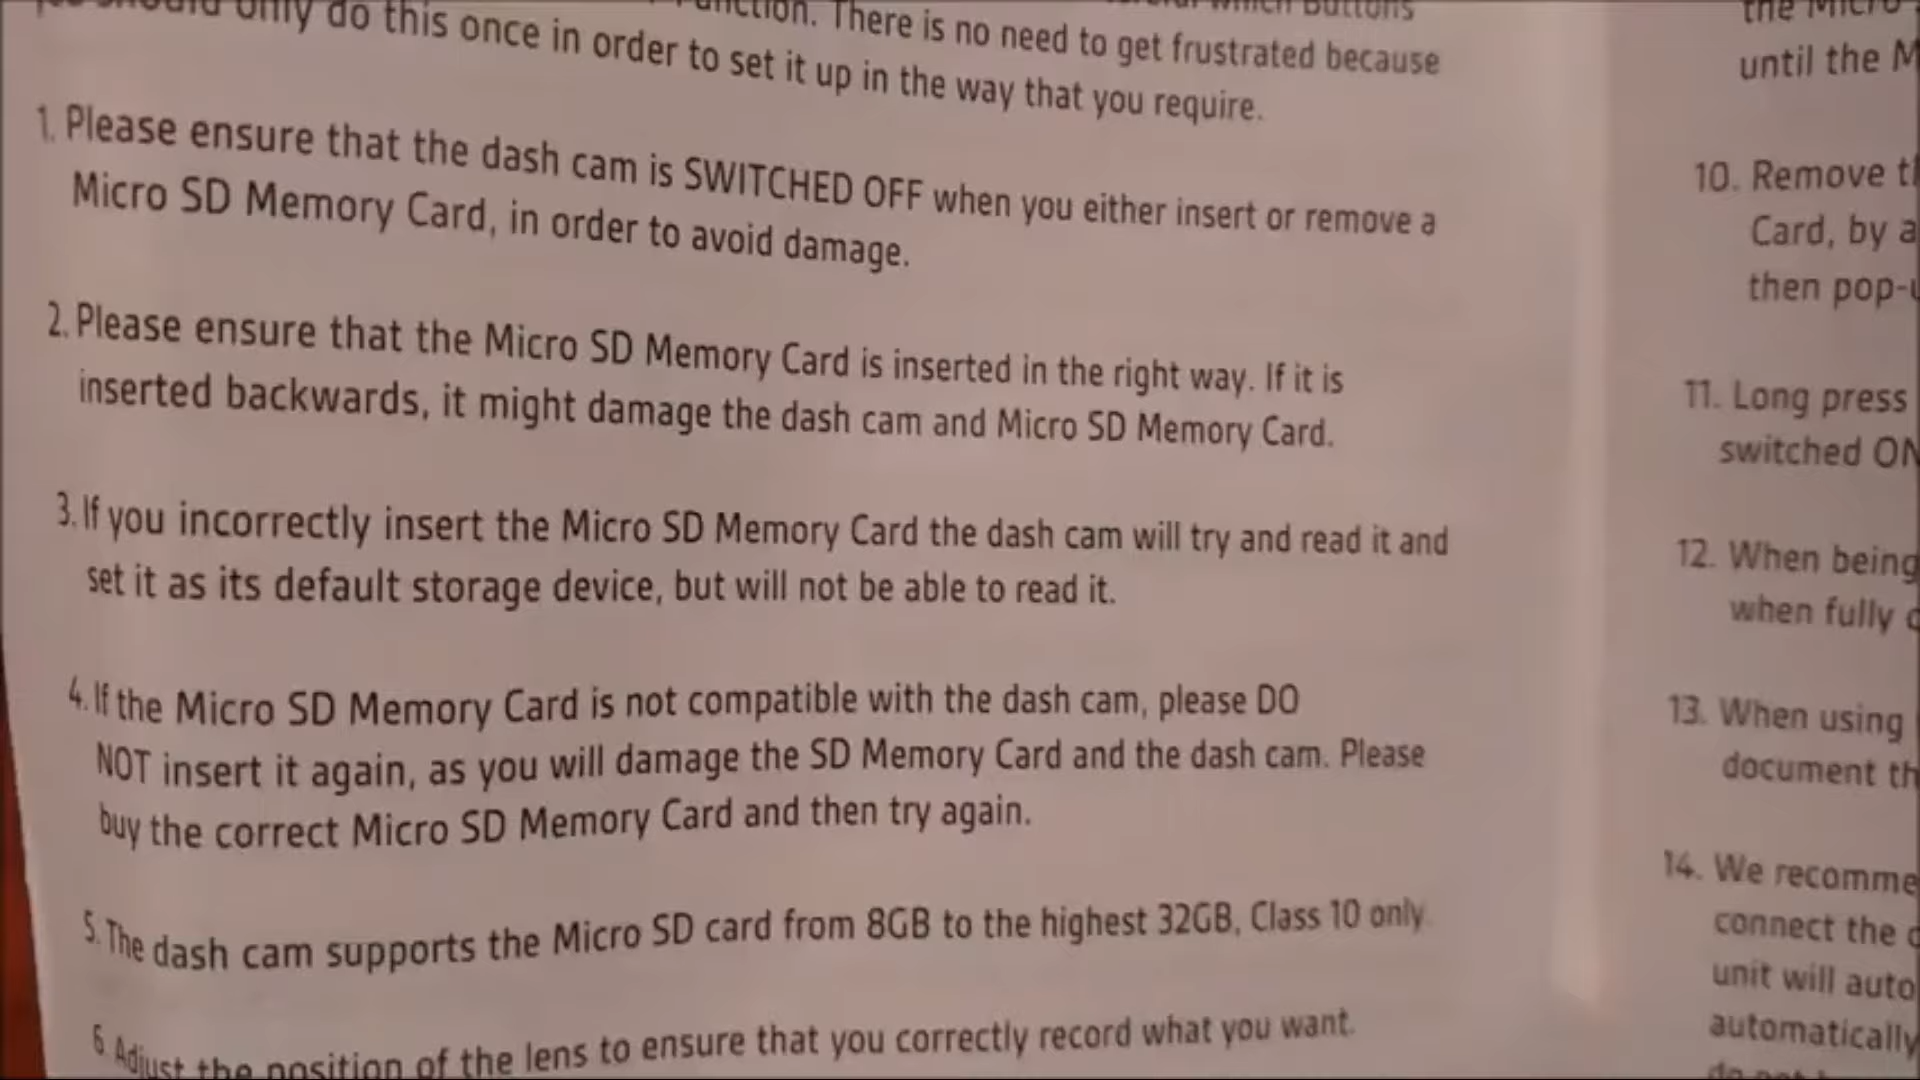 only do this once in order to set it up in the way that you require.
There is no need to get frustrated because
1. Please ensure that the dash cam is SWITCHED OFF when you either insert or remove a
Micro SD Memory Card, in order to avoid damage.
2. Please ensure that the Micro SD Memory Card is inserted in the right way. If it is
inserted backwards, it might damage the dash cam and Micro SD Memory Card.
3. If you incorrectly insert the Micro SD Memory Card the dash cam will try and read it and
set it as its default storage device, but will not be able to read it.
4. If the Micro SD Memory Card is not compatible with the dash cam, please DO
NOT insert it again, as you will damage the SD Memory Card and the dash cam. Please
buy the correct Micro SD Memory Card and then try again.
5. The dash cam supports the Micro SD card from 8GB to the highest 32GB, Class 10 only
6. Adjust the position of the lens to ensure that you correctly record what you want.
the Micro
until the
10. Remove
Card, by
then
11. Long press
switched
12. When being
when fully
13. When using
document
14. We
connect the
unit will
automatically